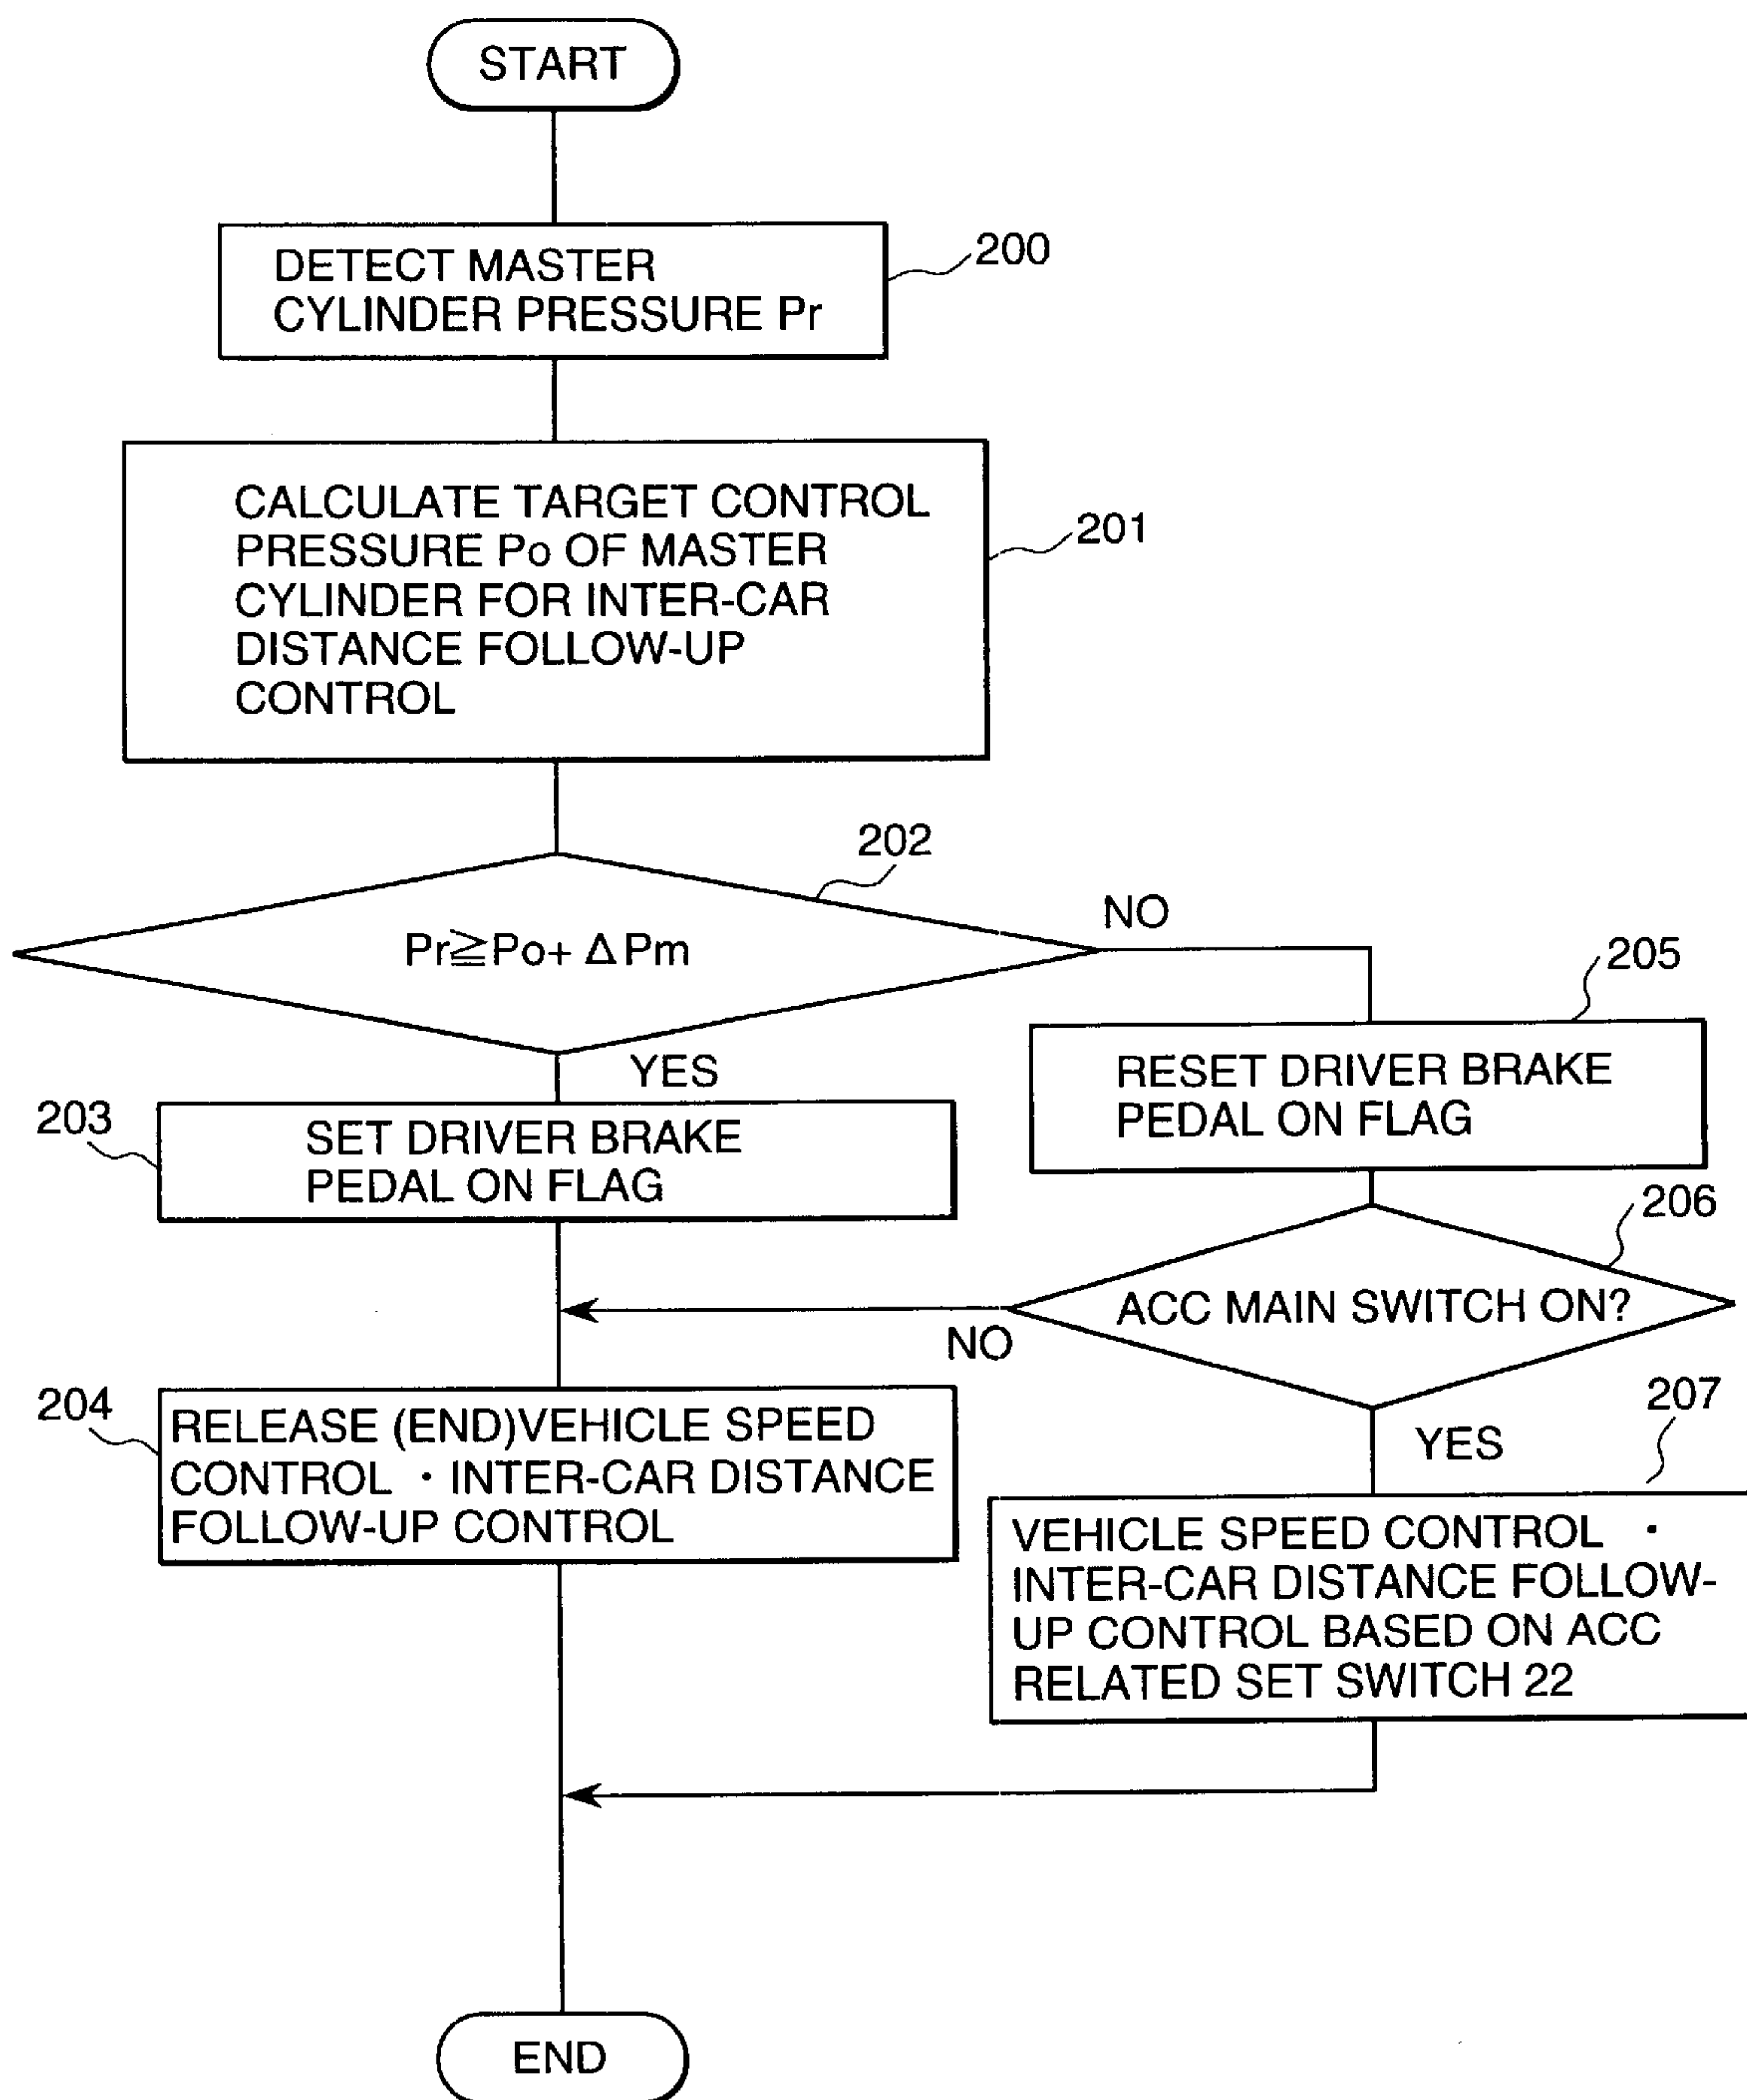 START
200
DETECT MASTER
CYLINDER PRESSURE Pr
201
CALCULATE TARGET CONTROL
PRESSURE Po OF MASTER
CYLINDER FOR INTER-CAR
DISTANCE FOLLOW-UP
CONTROL
202
Pr≧Po+ Δ Pm
NO
YES
203
SET DRIVER BRAKE
PEDAL ON FLAG
205
RESET DRIVER BRAKE
PEDAL ON FLAG
206
ACC MAIN SWITCH ON?
NO
YES
204
RELEASE (END)VEHICLE SPEED
CONTROL ・ INTER-CAR DISTANCE
FOLLOW-UP CONTROL
207
VEHICLE SPEED CONTROL ・
INTER-CAR DISTANCE FOLLOW-
UP CONTROL BASED ON ACC
RELATED SET SWITCH 22
END